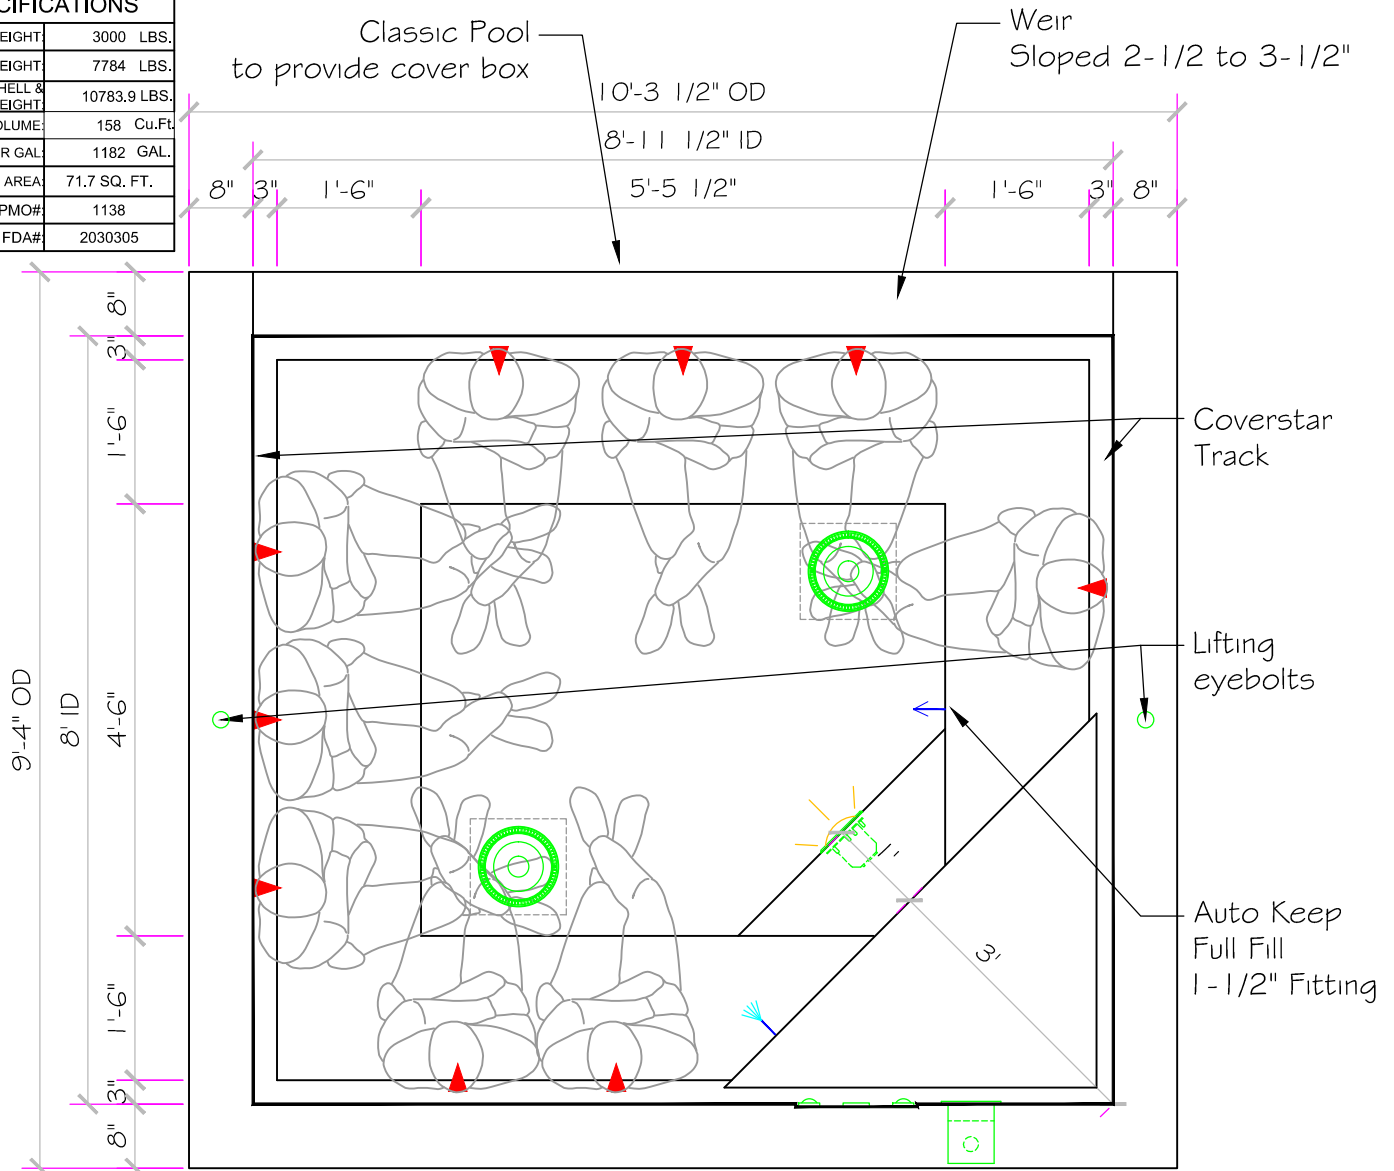 CIFICATIONS
EIGHT: 3000 LBS.
EIGHT: 7784 LBS.
HELL &
EIGHT: 10783.9 LBS.
OLUME: 158 Cu.Ft.
R GAL: 1182 GAL.
AREA: 71.7 SQ. FT.
PMO#: 1138
FDA#: 2030305
Classic Pool
to provide cover box
Weir
Sloped 2-1/2 to 3-1/2"
10'-3 1/2" OD
8'-11 1/2" ID
8" 3" 1'-6" 5'-5 1/2" 1'-6" 3" 8"
8"
3"
1'-6"
4'-6"
1'-6"
3"
8"
8' ID
9'-4" OD
Coverstar
Track
Lifting
eyebolts
Auto Keep
Full Fill
1-1/2" Fitting
1'
3'